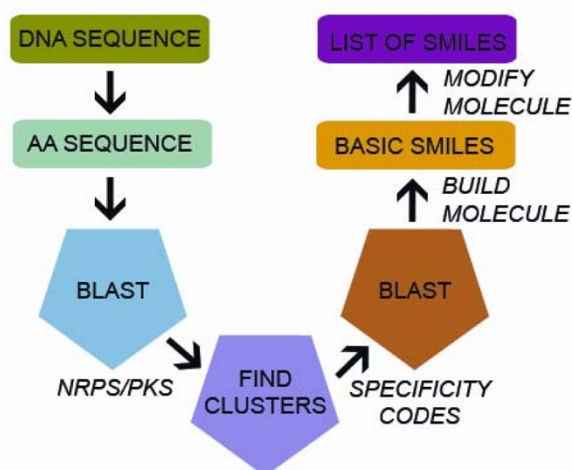 DNA SEQUENCE
AA SEQUENCE
BLAST
NRPS/PKS
FIND
CLUSTERS
SPECIFICITY
CODES
BLAST
BUILD
MOLECULE
BASIC SMILES
MODIFY
MOLECULE
LIST OF SMILES